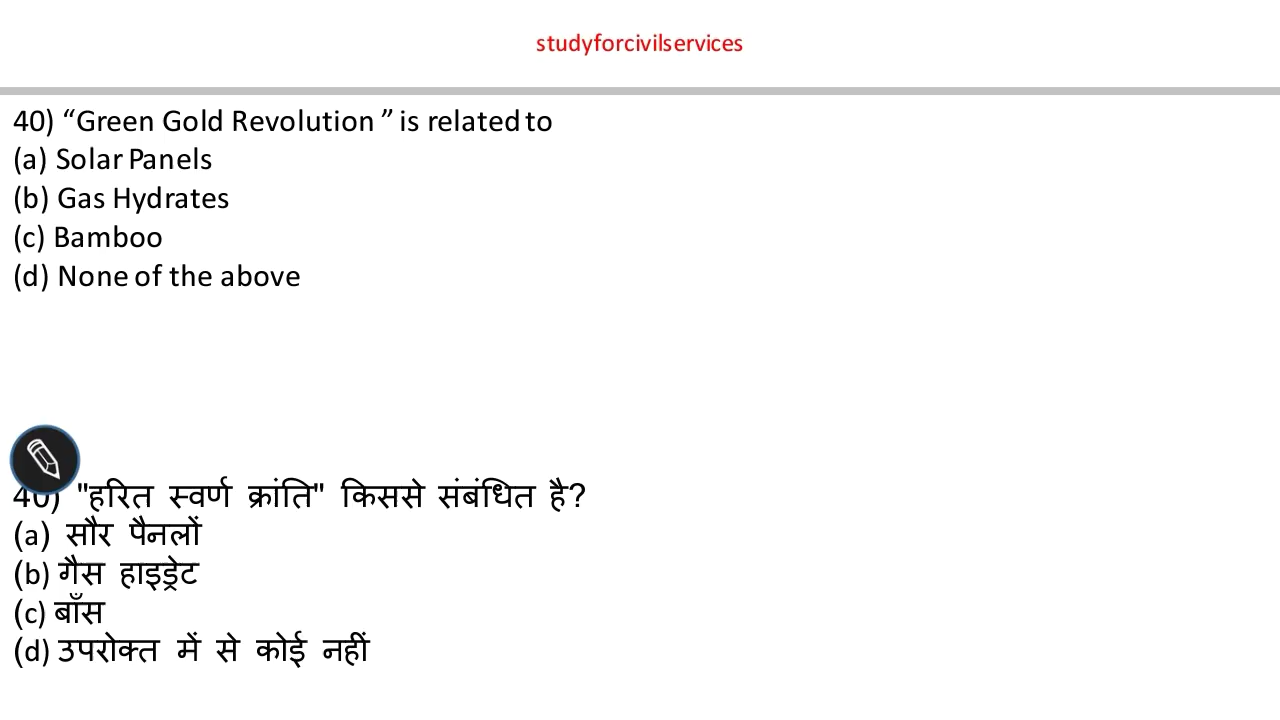 studyforcivilservices
40) “Green Gold Revolution ” is related to
(a) Solar Panels
(b) Gas Hydrates
(c) Bamboo
(d) None of the above
40) "हरित स्वर्ण क्रांति" किससे संबंधित है?
(a) सौर पैनलों
(b) गैस हाइड्रेट
(c) बाँस
(d) उपरोक्त में से कोई नहीं